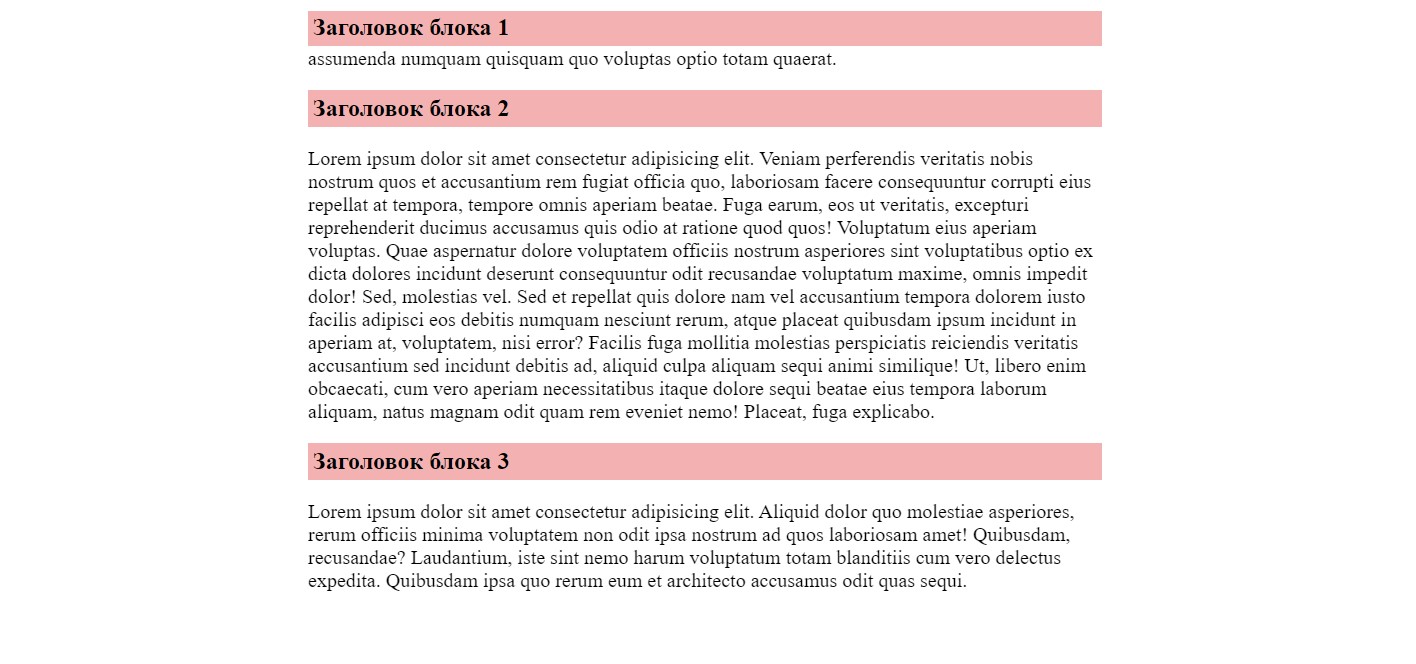 Заголовок блока 1
assumenda numquam quisquam quo voluptas optio totam quaerat.
Заголовок блока 2
Lorem ipsum dolor sit amet consectetur adipisicing elit. Veniam perferendis veritatis nobis
nostrum quos et accusantium rem fugiat officia quo, laboriosam facere consequuntur corrupti eius
repellat at tempora, tempore omnis aperiam beatae. Fuga earum, eos ut veritatis, excepturi
reprehenderit ducimus accusamus quis odio at ratione quod quos! Voluptatum eius aperiam
voluptas. Quae aspernatur dolore voluptatem officiis nostrum asperiores sint voluptatibus optio ex
dicta dolores incidunt deserunt consequuntur odit recusandae voluptatum maxime, omnis impedit
dolor! Sed, molestias vel. Sed et repellat quis dolore nam vel accusantium tempora dolorem iusto
facilis adipisci eos debitis numquam nesciunt rerum, atque placeat quibusdam ipsum incidunt in
aperiam at, voluptatem, nisi error? Facilis fuga mollitia molestias perspiciatis reiciendis veritatis
accusantium sed incidunt debitis ad, aliquid culpa aliquam sequi animi similique! Ut, libero enim
obcaecati, cum vero aperiam necessitatibus itaque dolore sequi beatae eius tempora laborum
aliquam, natus magnam odit quam rem eveniet nemo! Placeat, fuga explicabo.
Заголовок блока 3
Lorem ipsum dolor sit amet consectetur adipisicing elit. Aliquid dolor quo molestiae asperiores,
rerum officiis minima voluptatem non odit ipsa nostrum ad quos laboriosam amet! Quibusdam,
recusandae? Laudantium, iste sint nemo harum voluptatum totam blanditiis cum vero delectus
expedita. Quibusdam ipsa quo rerum eum et architecto accusamus odit quas sequi.